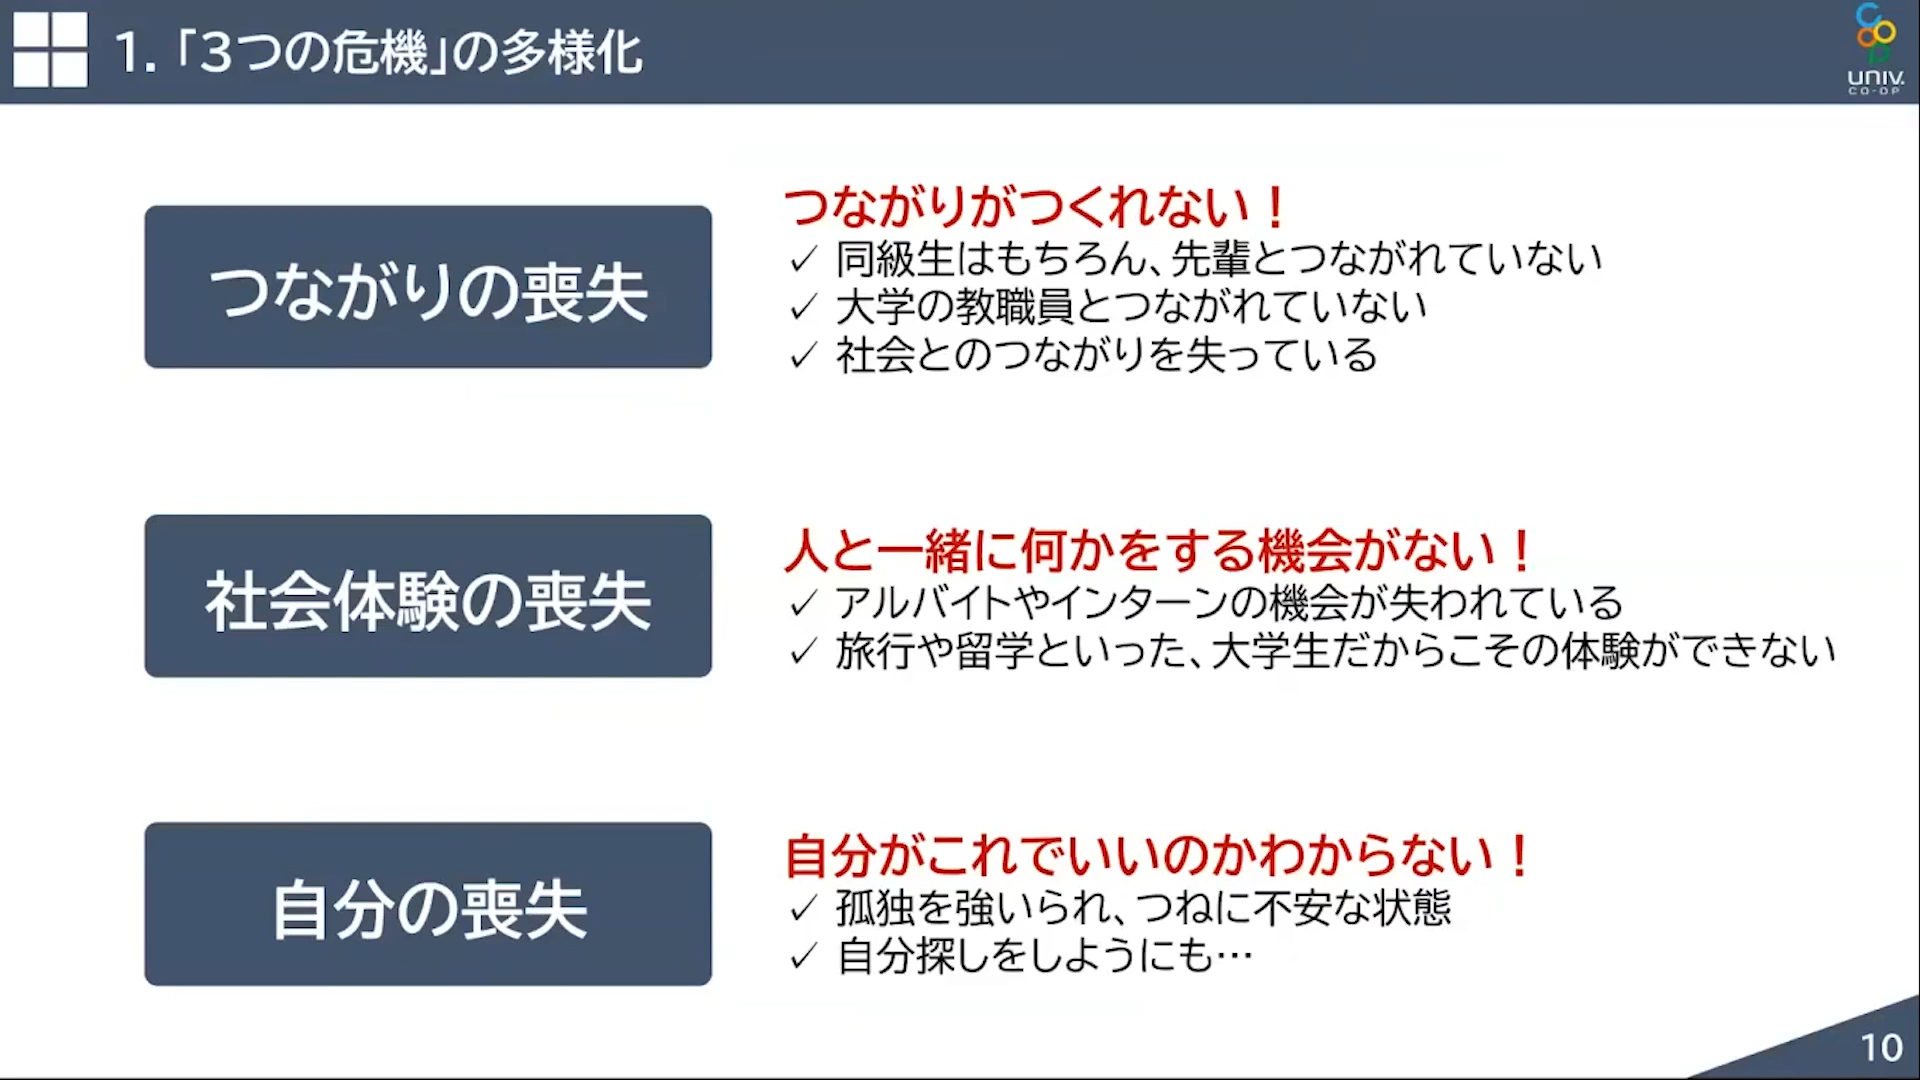 1. 「3つの危機」の多様化
UNIV.
CO-OP
つながりの喪失
つながりがつくれない！
✓ 同級生はもちろん、先輩とつながれていない
✓ 大学の教職員とつながれていない
✓ 社会とのつながりを失っている
社会体験の喪失
人と一緒に何かをする機会がない！
✓ アルバイトやインターンの機会が失われている
✓ 旅行や留学といった、大学生だからこその体験ができない
自分の喪失
自分がこれでいいのかわからない！
✓ 孤独を強いられ、つねに不安な状態
✓ 自分探しをしようにも…
10